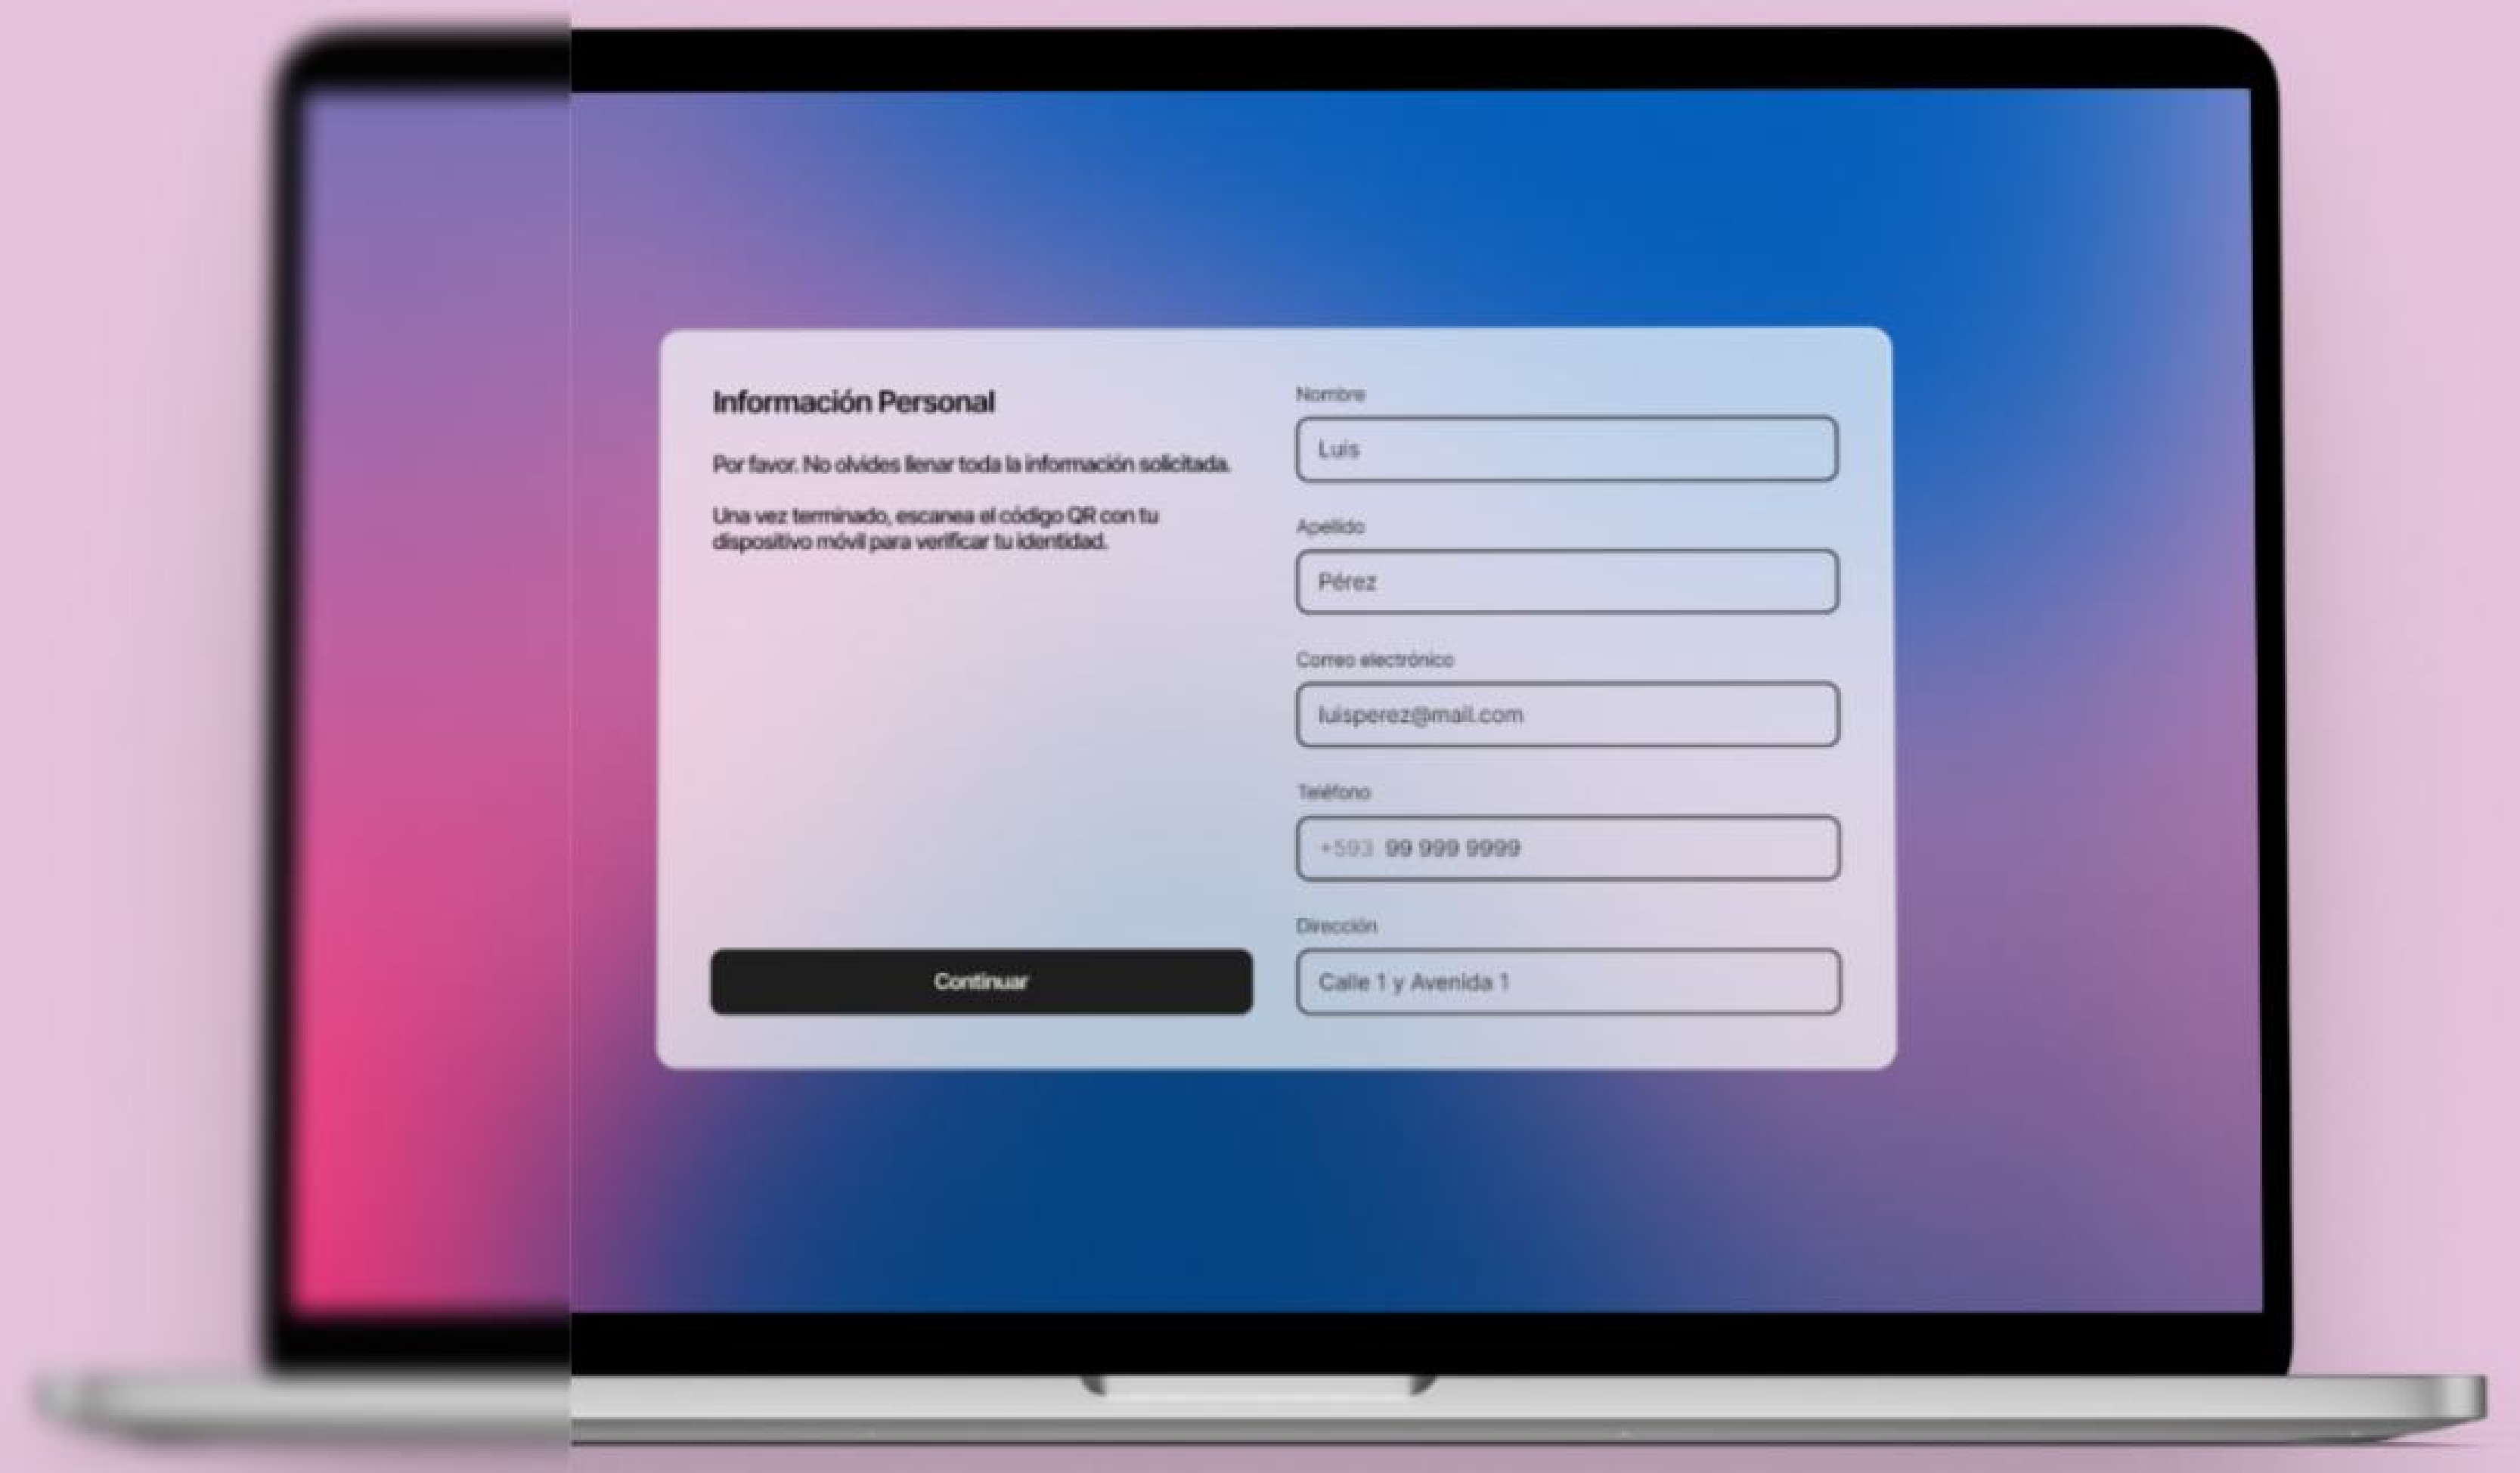 Información Personal
Por favor. No olvides llenar toda la información solicitada.
Una vez terminado, escanea el código QR con tu
dispositivo móvil para verificar tu identidad.
Continuar
Nombre
Luis
Apellido
Pérez
Correo electrónico
luisperez@mail.com
Teléfono
+593 99 999 9999
Dirección
Calle 1 y Avenida 1